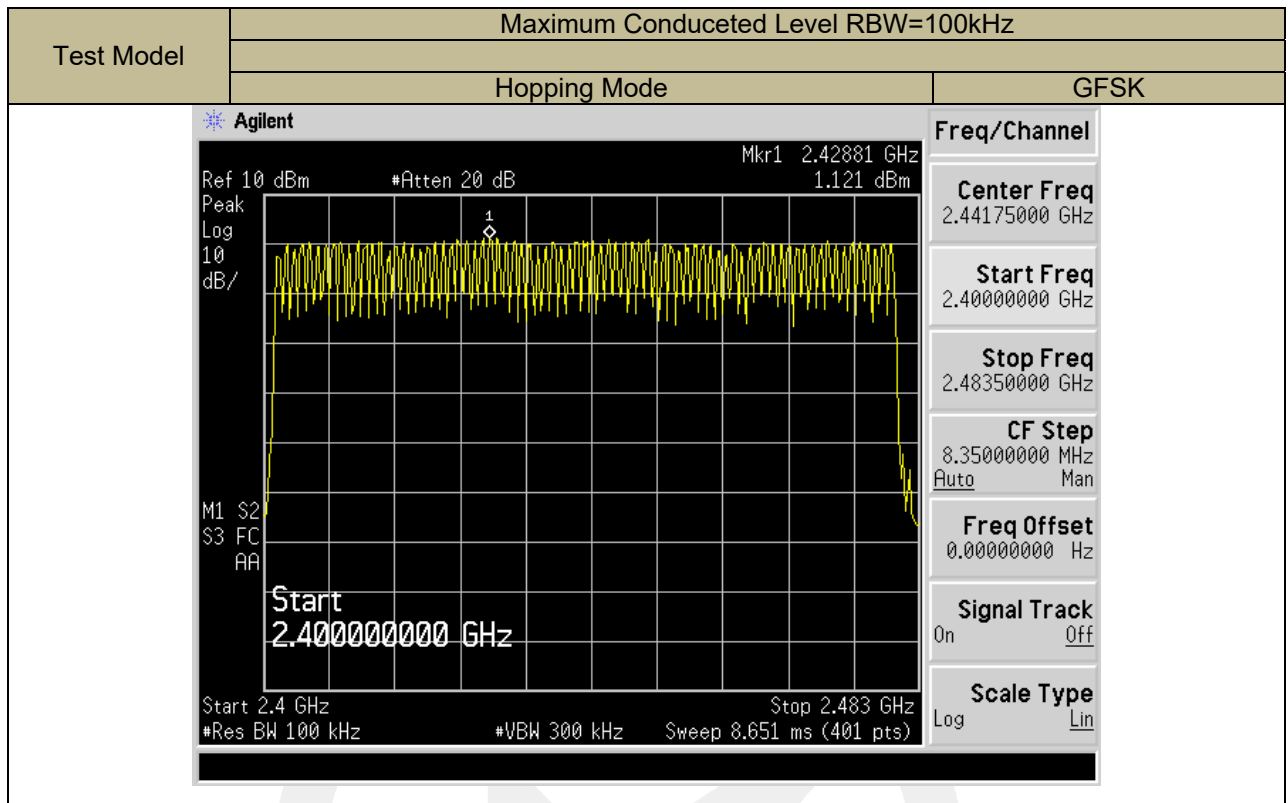 Test Model
Maximum Conduceted Level RBW=100kHz
Hopping Mode
GFSK
Agilent
Freq/Channel
Mkr1 2.42881 GHz
Ref 10 dBm #Atten 20 dB 1.121 dBm
Peak
Log
10
dB/
1
M1 S2
S3 FC
AA
Start
2.400000000 GHz
Start 2.4 GHz Stop 2.483 GHz
#Res BW 100 kHz #VBW 300 kHz Sweep 8.651 ms (401 pts)
Center Freq
2.44175000 GHz
Start Freq
2.40000000 GHz
Stop Freq
2.48350000 GHz
CF Step
8.35000000 MHz
Auto Man
Freq Offset
0.00000000 Hz
Signal Track
On Off
Scale Type
Log Lin